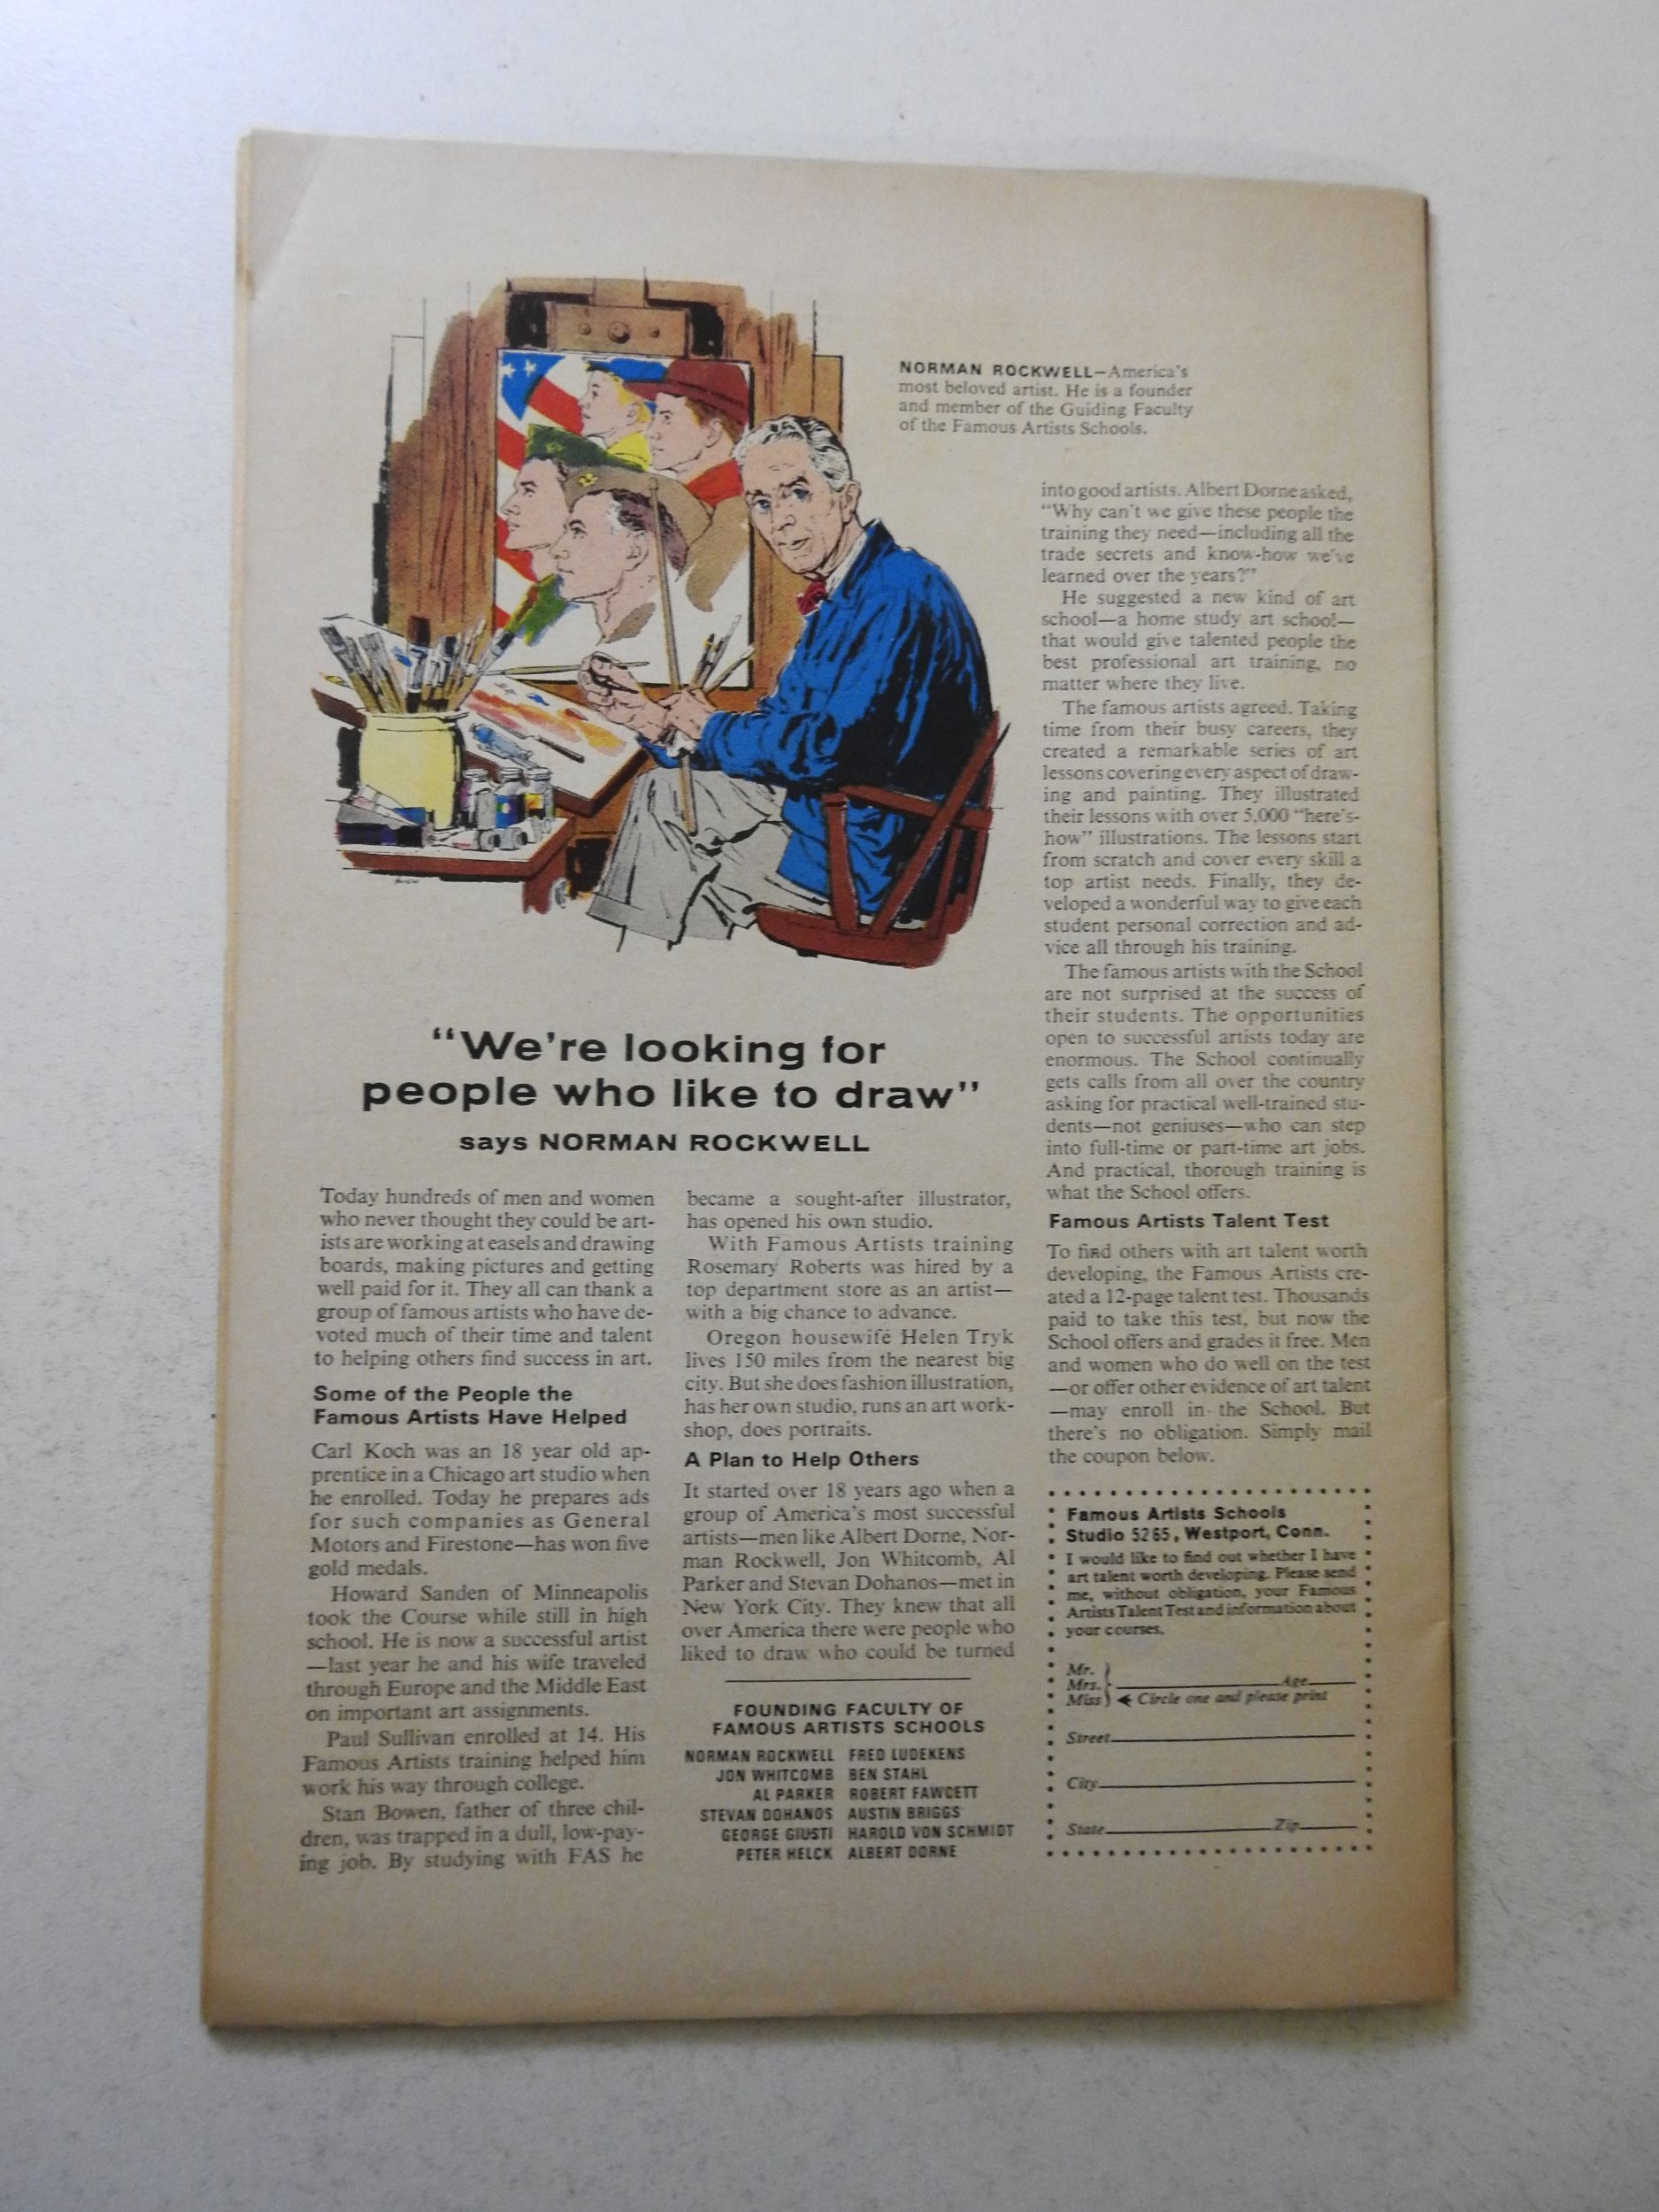 NORMAN ROCKWELL—America's
most beloved artist. He is a founder
and member of the Guiding Faculty
of the Famous Artists Schools.
"We're looking for
people who like to draw"
says NORMAN ROCKWELL
Today hundreds of men and women
who never thought they could be art-
ists are working at easels and drawing
boards, making pictures and getting
well paid for it. They all can thank a
group of famous artists who have de-
voted much of their time and talent
to helping others find success in art.
Some of the People the
Famous Artists Have Helped
Carl Koch was an 18 year old ap-
prentice in a Chicago art studio when
he enrolled. Today he prepares ads
for such companies as General
Motors and Firestone—has won five
gold medals.
Howard Sanden of Minneapolis
took the Course while still in high
school. He is now a successful artist
—last year he and his wife traveled
through Europe and the Middle East
on important art assignments.
Paul Sullivan enrolled at 14. His
Famous Artists training helped him
work his way through college.
Stan Bowen, father of three chil-
dren, was trapped in a dull, low-pay-
ing job. By studying with FAS he
became a sought-after illustrator,
has opened his own studio.
With Famous Artists training
Rosemary Roberts was hired by a
top department store as an artist—
with a big chance to advance.
Oregon housewife Helen Tryk
lives 150 miles from the nearest big
city. But she does fashion illustration,
has her own studio, runs an art work-
shop, does portraits.
A Plan to Help Others
It started over 18 years ago when a
group of America's most successful
artists—men like Albert Dorne, Nor-
man Rockwell, Jon Whitcomb, Al
Parker and Stevan Dohanos—met in
New York City. They knew that all
over America there were people who
liked to draw who could be turned
into good artists. Albert Dorne asked,
"Why can't we give these people the
training they need—including all the
trade secrets and know-how we've
learned over the years?"
He suggested a new kind of art
school—a home study art school—
that would give talented people the
best professional art training, no
matter where they live.
The famous artists agreed. Taking
time from their busy careers, they
created a remarkable series of art
lessons covering every aspect of draw-
ing and painting. They illustrated
their lessons with over 5,000 "here's-
how" illustrations. The lessons start
from scratch and cover every skill a
top artist needs. Finally, they de-
veloped a wonderful way to give each
student personal correction and ad-
vice all through his training.
The famous artists with the School
are not surprised at the success of
their students. The opportunities
open to successful artists today are
enormous. The School continually
gets calls from all over the country
asking for practical well-trained stu-
dents—not geniuses—who can step
into full-time or part-time art jobs.
And practical, thorough training is
what the School offers.
Famous Artists Talent Test
To find others with art talent worth
developing, the Famous Artists cre-
ated a 12-page talent test. Thousands
paid to take this test, but now the
School offers and grades it free. Men
and women who do well on the test
—or offer other evidence of art talent
—may enroll in the School. But
there's no obligation. Simply mail
the coupon below.
FOUNDING FACULTY OF
FAMOUS ARTISTS SCHOOLS
NORMAN ROCKWELL FRED LUDEKENS
JON WHITCOMB BEN STAHL
AL PARKER ROBERT FAWCETT
STEVAN DOHANOS AUSTIN BRIGGS
GEORGE GIUSTI HAROLD VON SCHMIDT
PETER HELCK ALBERT DORNE
Famous Artists Schools
Studio 5265, Westport, Conn.
I would like to find out whether I have
art talent worth developing. Please send
me, without obligation, your Famous
Artists Talent Test and information about
your courses.
Mr.
Mrs. Age
Miss Circle one and please print
Street
City
State Zip